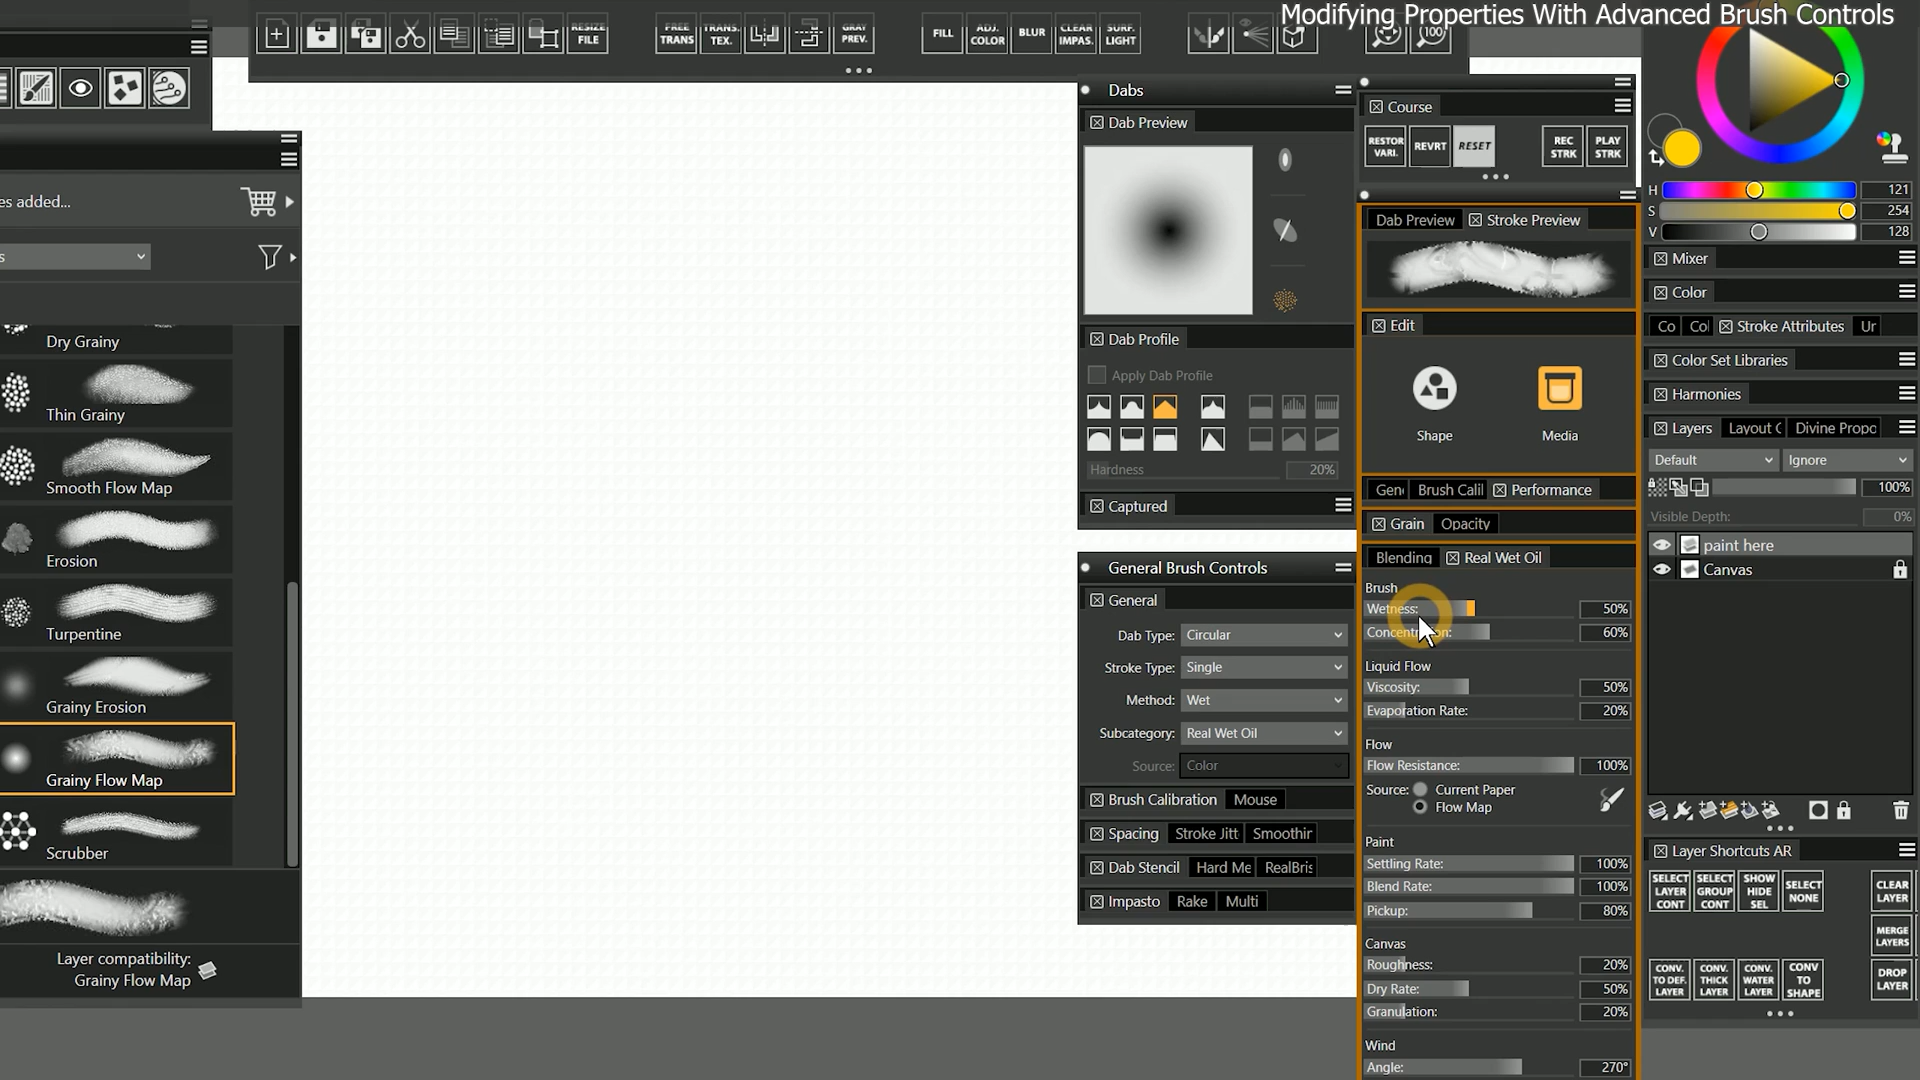 Modifying Properties With Advanced Brush Controls
RESIZE FILE
FREE TRANS
TRANS. TEX.
GRAY PREV.
FILL
ADJ. COLOR
BLUR
CLEAR IMPAS.
SURF. LIGHT
100
es added...
s
Dry Grainy
Thin Grainy
Smooth Flow Map
Erosion
Turpentine
Grainy Erosion
Grainy Flow Map
Scrubber
Layer compatibility:
Grainy Flow Map
Dabs
Dab Preview
Dab Profile
Apply Dab Profile
Hardness 20%
Captured
General Brush Controls
General
Dab Type: Circular
Stroke Type: Single
Method: Wet
Subcategory: Real Wet Oil
Source: Color
Brush Calibration Mouse
Spacing Stroke Jitt Smoothin
Dab Stencil Hard Me RealBris
Impasto Rake Multi
Course
RESTOR VARI.
REVRT
RESET
REC STRK
PLAY STRK
Dab Preview Stroke Preview
Edit
Shape Media
Gene Brush Calil Performance
Grain Opacity
Blending Real Wet Oil
Brush
Wetness: 50%
Concentration: 60%
Liquid Flow
Viscosity: 50%
Evaporation Rate: 20%
Flow
Flow Resistance: 100%
Source: Current Paper
Flow Map
Paint
Settling Rate: 100%
Blend Rate: 100%
Pickup: 80%
Canvas
Roughness: 20%
Dry Rate: 50%
Granulation: 20%
Wind
Angle: 270°
H 121
S 254
V 128
Mixer
Color
Co Col Stroke Attributes Ur
Color Set Libraries
Harmonies
Layers Layout C Divine Propo
Default Ignore
100%
Visible Depth: 0%
paint here
Canvas
Layer Shortcuts AR
SELECT LAYER CONT
SELECT GROUP CONT
SHOW HIDE SEL
SELECT NONE
CLEAR LAYER
MERGE LAYERS
CONV. TO DEF. LAYER
CONV. THICK LAYER
CONV. WATER LAYER
CONV TO SHAPE
DROP LAYER